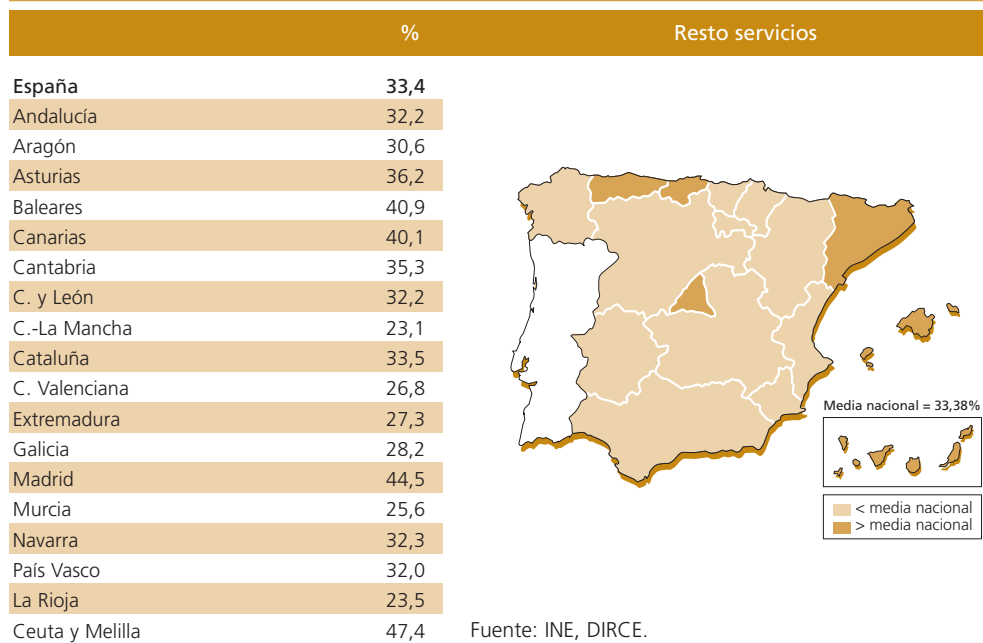 % Resto servicios
España 33,4
Andalucía 32,2
Aragón 30,6
Asturias 36,2
Baleares 40,9
Canarias 40,1
Cantabria 35,3
C. y León 32,2
C.-La Mancha 23,1
Cataluña 33,5
C. Valenciana 26,8
Extremadura 27,3
Galicia 28,2
Madrid 44,5
Murcia 25,6
Navarra 32,3
País Vasco 32,0
La Rioja 23,5
Ceuta y Melilla 47,4
Media nacional = 33,38%
< media nacional
> media nacional
Fuente: INE, DIRCE.